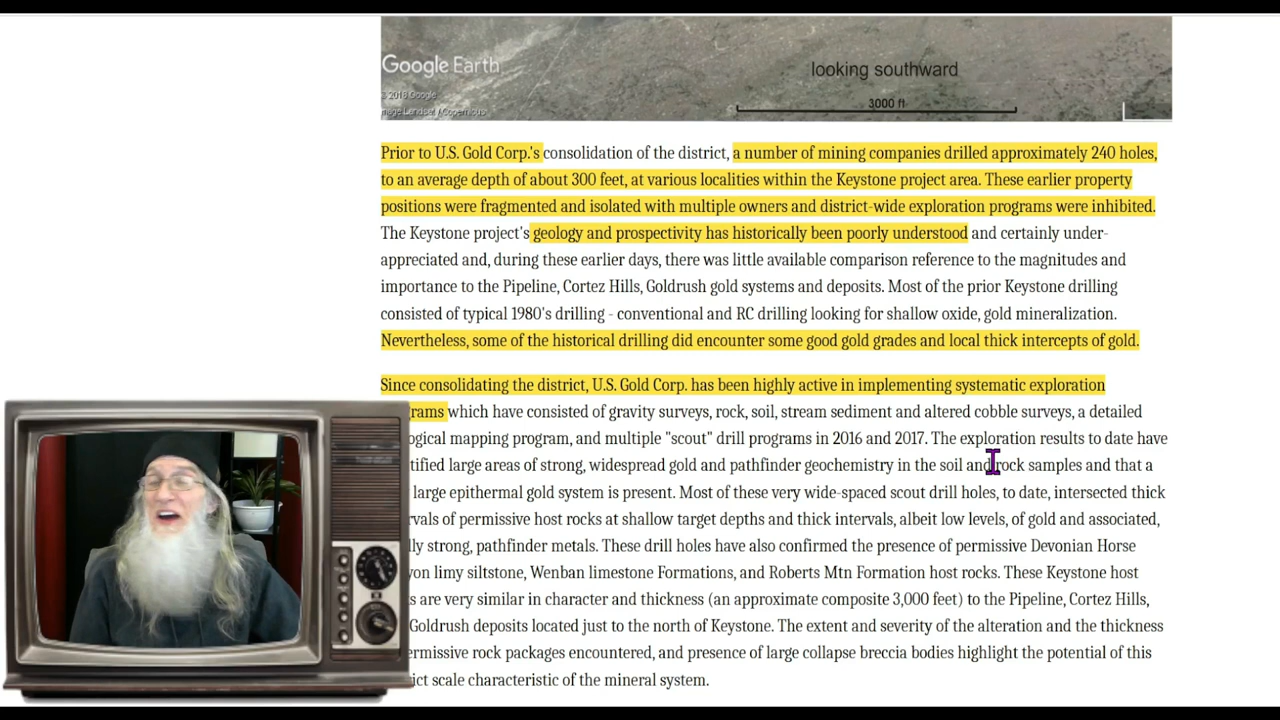 Google Earth
looking southward
© 2018 Google
3000 ft
Image Landsat / Copernicus
Prior to U.S. Gold Corp.'s consolidation of the district, a number of mining companies drilled approximately 240 holes,
to an average depth of about 300 feet, at various localities within the Keystone project area. These earlier property
positions were fragmented and isolated with multiple owners and district-wide exploration programs were inhibited.
The Keystone project's geology and prospectivity has historically been poorly understood and certainly under-
appreciated and, during these earlier days, there was little available comparison reference to the magnitudes and
importance to the Pipeline, Cortez Hills, Goldrush gold systems and deposits. Most of the prior Keystone drilling
consisted of typical 1980's drilling - conventional and RC drilling looking for shallow oxide, gold mineralization.
Nevertheless, some of the historical drilling did encounter some good gold grades and local thick intercepts of gold.
Since consolidating the district, U.S. Gold Corp. has been highly active in implementing systematic exploration
rams which have consisted of gravity surveys, rock, soil, stream sediment and altered cobble surveys, a detailed
ogical mapping program, and multiple "scout" drill programs in 2016 and 2017. The exploration results to date have
tified large areas of strong, widespread gold and pathfinder geochemistry in the soil and rock samples and that a
large epithermal gold system is present. Most of these very wide-spaced scout drill holes, to date, intersected thick
rvals of permissive host rocks at shallow target depths and thick intervals, albeit low levels, of gold and associated,
lly strong, pathfinder metals. These drill holes have also confirmed the presence of permissive Devonian Horse
on limy siltstone, Wenban limestone Formations, and Roberts Mtn Formation host rocks. These Keystone host
s are very similar in character and thickness (an approximate composite 3,000 feet) to the Pipeline, Cortez Hills,
Goldrush deposits located just to the north of Keystone. The extent and severity of the alteration and the thickness
ermissive rock packages encountered, and presence of large collapse breccia bodies highlight the potential of this
ict scale characteristic of the mineral system.